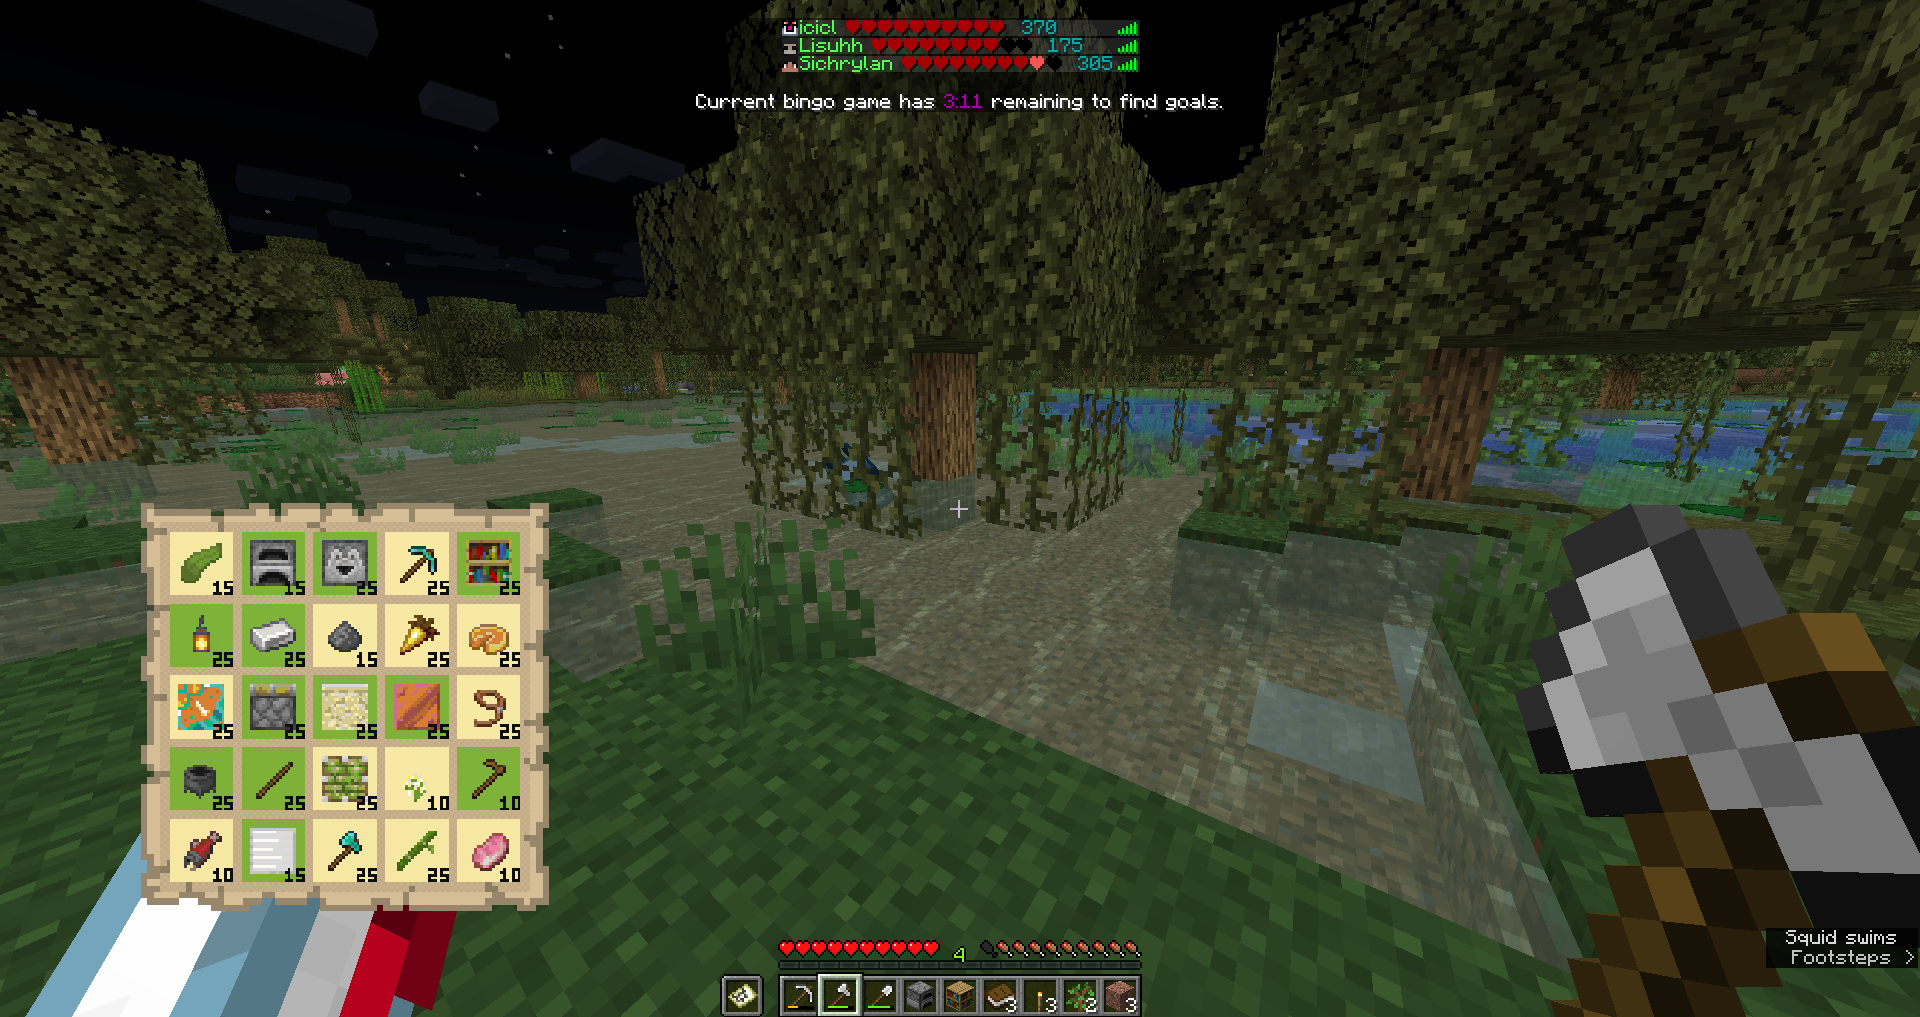 icicl 370
Lisuhh 175
Sichrylan 305
Current bingo game has 3:11 remaining to find goals.
15 15 25 25 25
25 25 15 25 25
25 25 25 25 25
25 25 25 10 10
10 15 25 25 10
4
3 3 2 3
Squid swims
Footsteps >